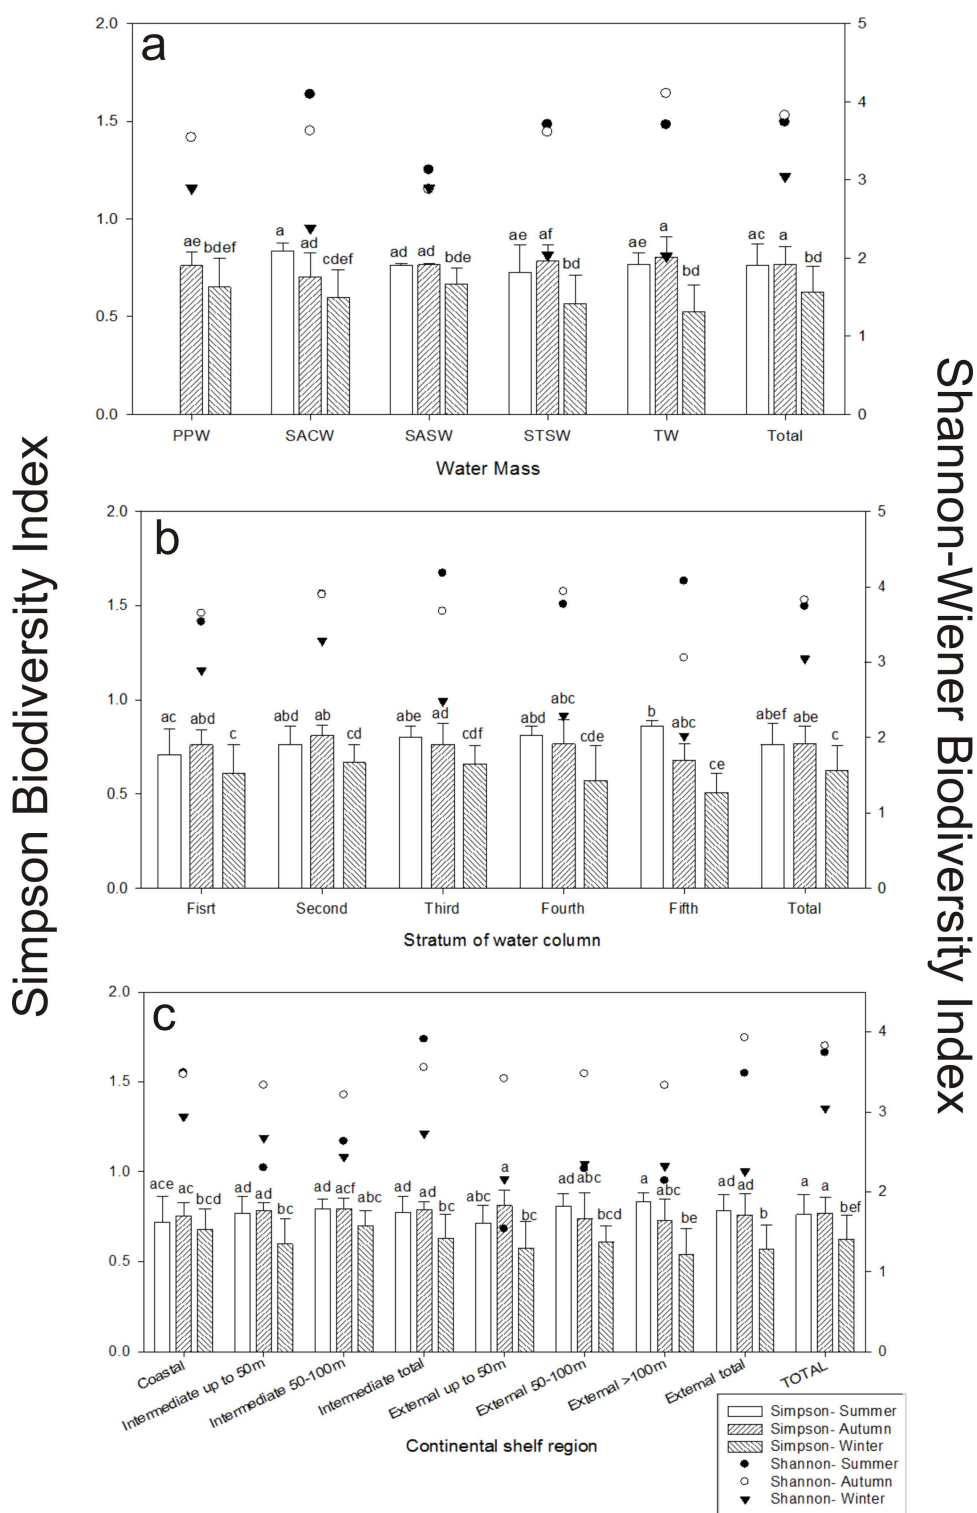 Simpson Biodiversity Index
Shannon-Wiener Biodiversity Index
a
2.0
1.5
1.0
0.5
0.0
5
4
3
2
1
0
ae bdef
a ad cdef
ad ad bde
ae af bd
ae a bd
ac a bd
PPW SACW SASW STSW TW Total
Water Mass
b
2.0
1.5
1.0
0.5
0.0
5
4
3
2
1
0
ac abd c
abd ab cd
abe ad cdf
abd abc cde
b abc ce
abef abe c
Fisrt Second Third Fourth Fifth Total
Stratum of water column
c
2.0
1.5
1.0
0.5
0.0
4
3
2
1
0
ace ac bcd
ad ad bc
ad acf abc
ad ad bc
abc a bc
ad abc bcd
a abc be
ad ad b
a a bef
Coastal
Intermediate up to 50m
Intermediate 50-100m
Intermediate total
External up to 50m
External 50-100m
External >100m
External total
TOTAL
Continental shelf region
Simpson- Summer
Simpson- Autumn
Simpson- Winter
Shannon- Summer
Shannon- Autumn
Shannon- Winter